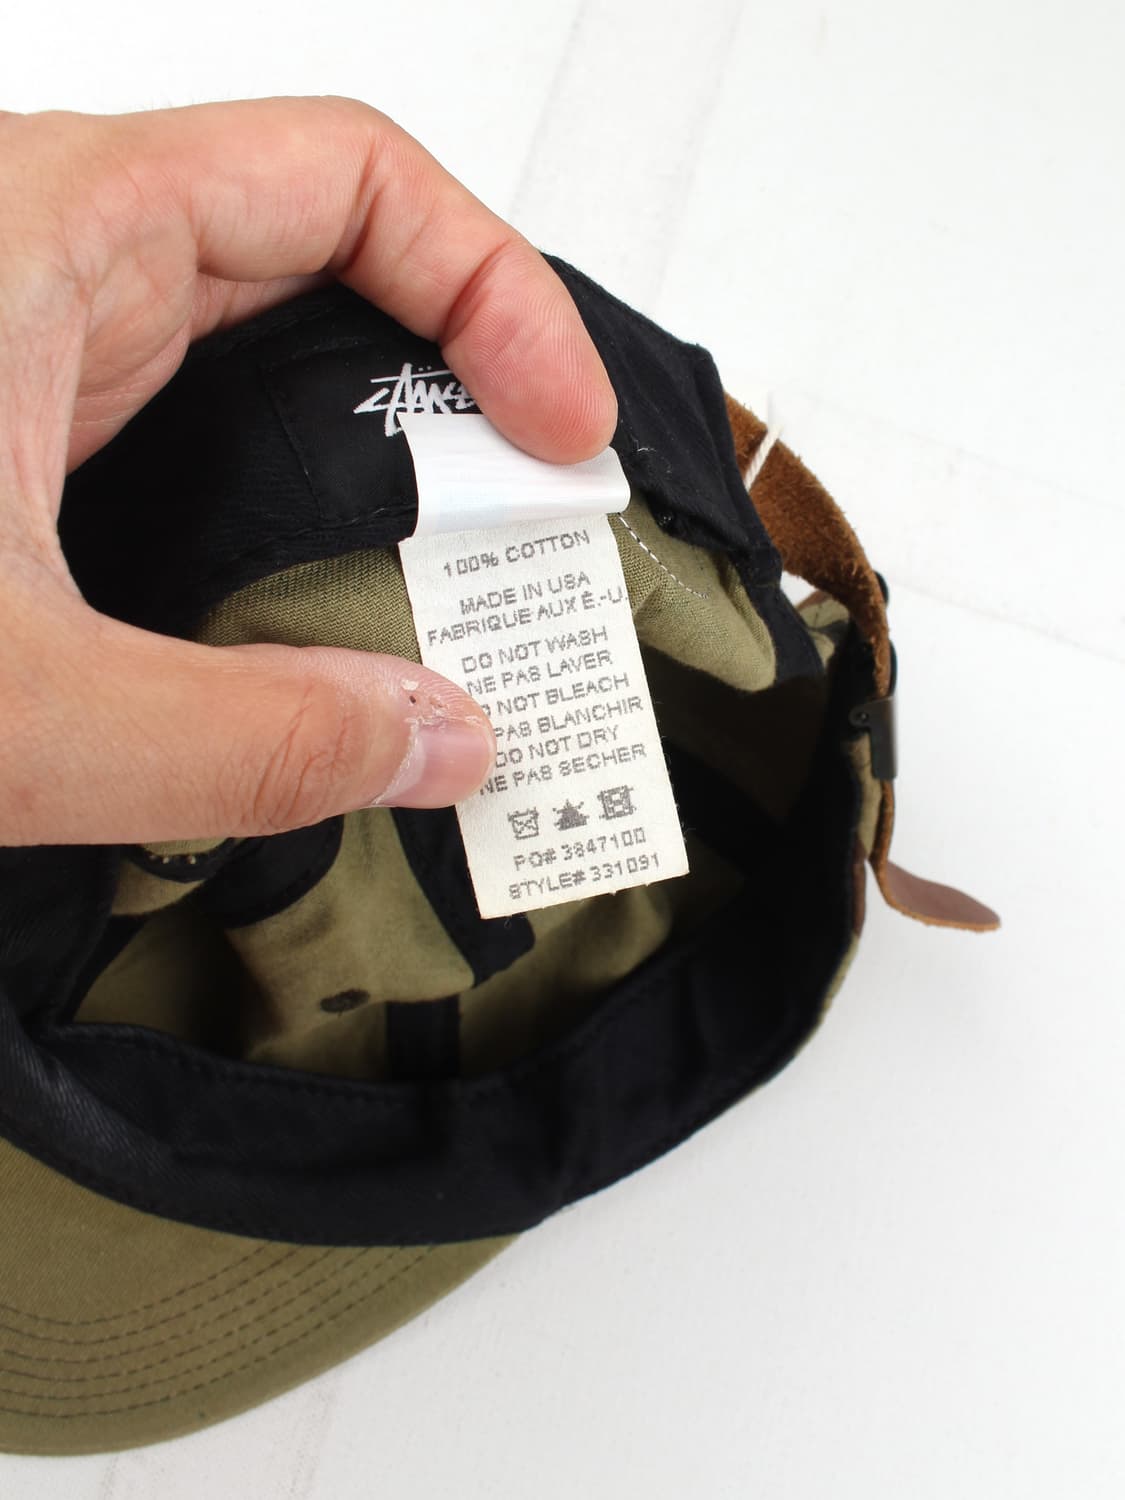 STÜSS
100% COTTON
MADE IN USA
FABRIQUE AUX É.-U.
DO NOT WASH
NE PAS LAVER
O NOT BLEACH
PAS BLANCHIR
DO NOT DRY
NE PAS SECHER
PO# 3847100
STYLE# 331091